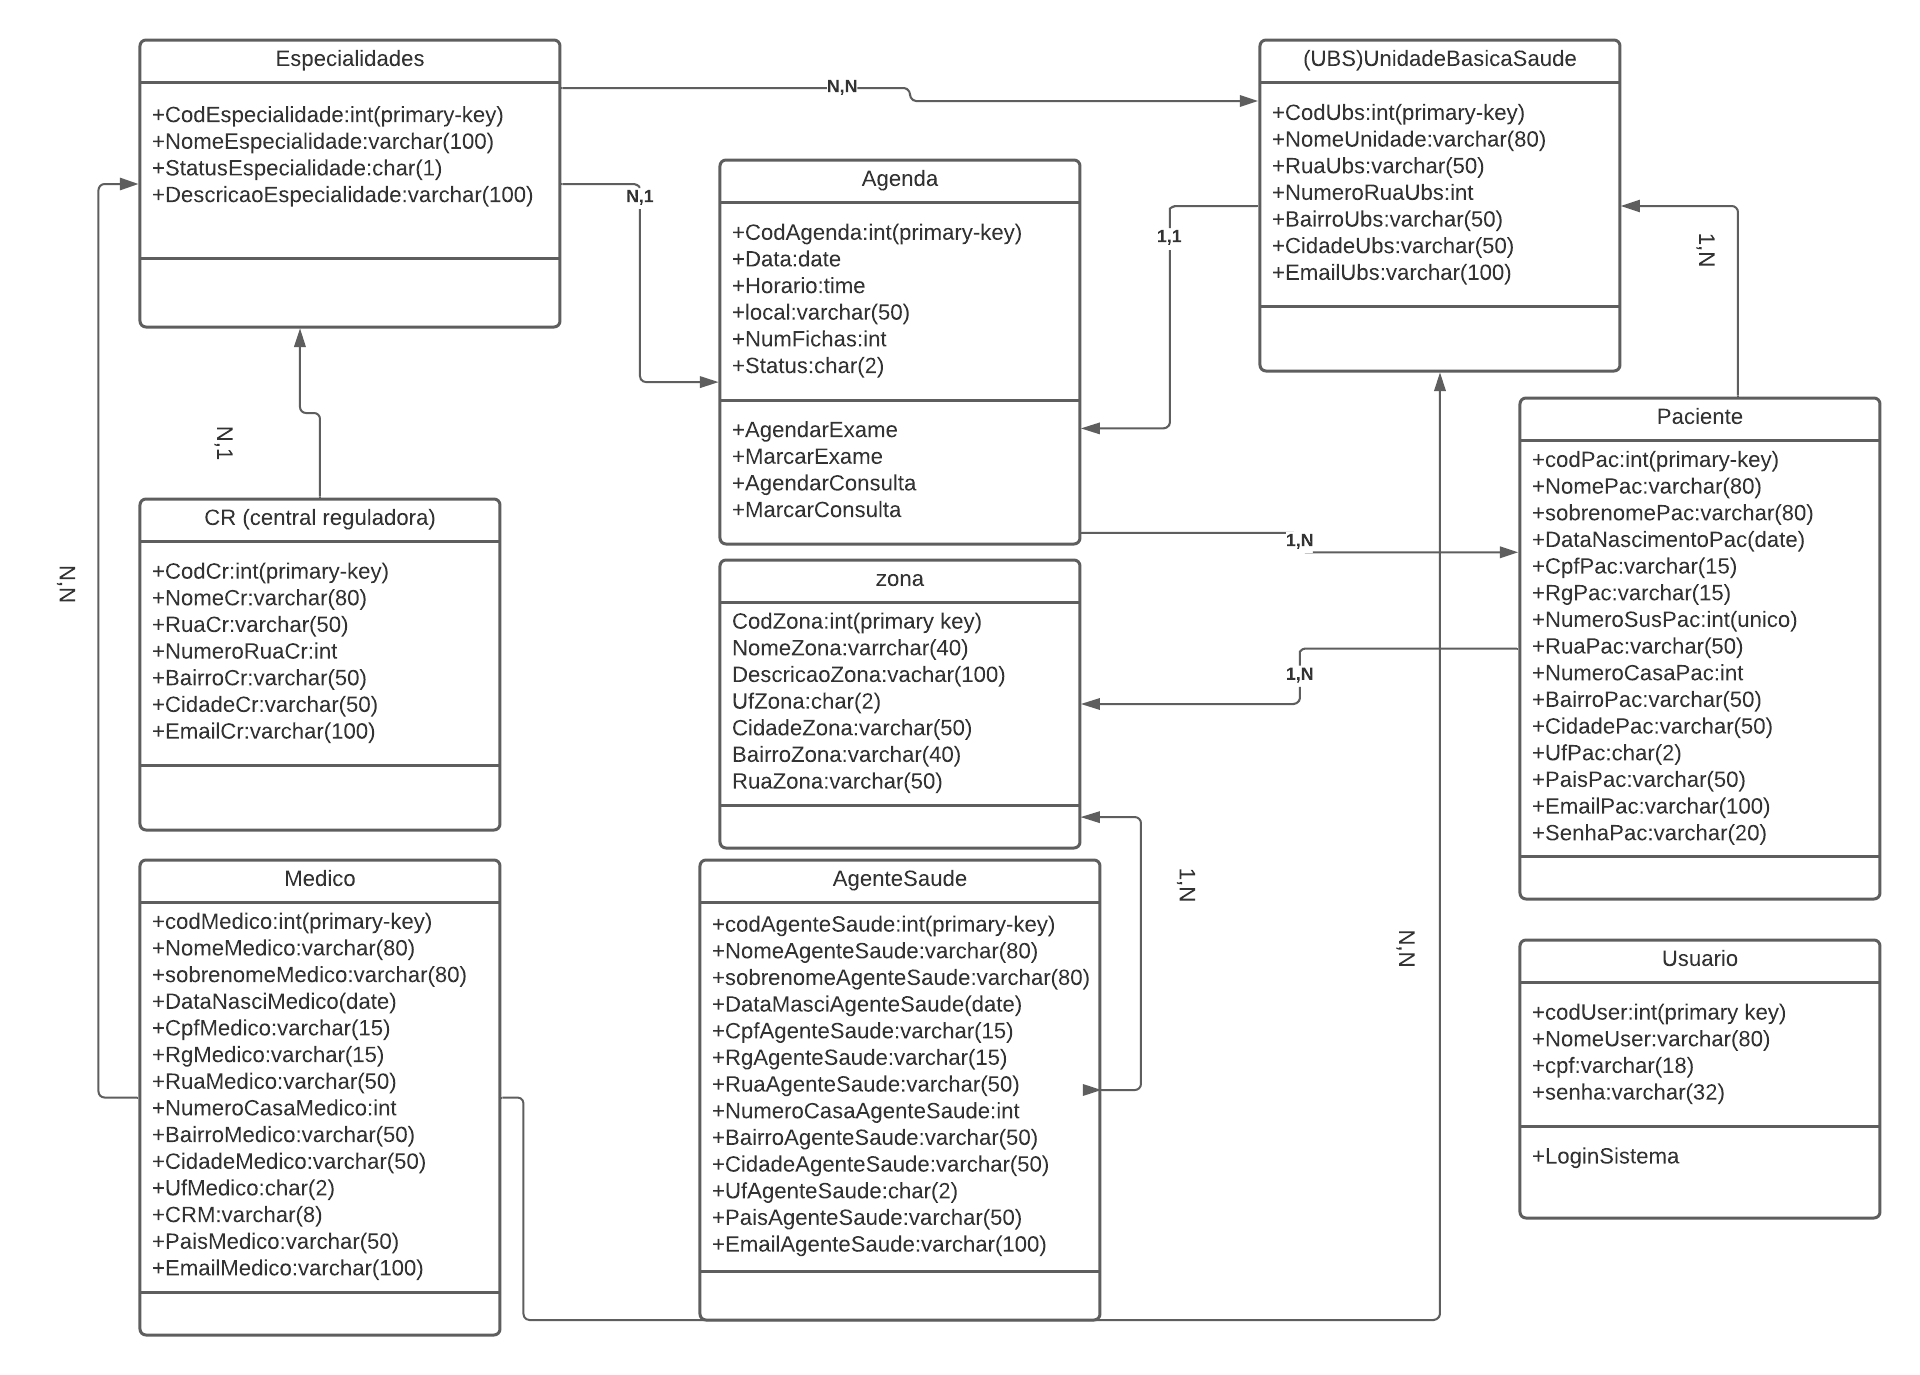 Especialidades
+CodEspecialidade:int(primary-key)
+NomeEspecialidade:varchar(100)
+StatusEspecialidade:char(1)
+DescricaoEspecialidade:varchar(100)
N,N
(UBS)UnidadeBasicaSaude
+CodUbs:int(primary-key)
+NomeUnidade:varchar(80)
+RuaUbs:varchar(50)
+NumeroRuaUbs:int
+BairroUbs:varchar(50)
+CidadeUbs:varchar(50)
+EmailUbs:varchar(100)
N,1
Agenda
+CodAgenda:int(primary-key)
+Data:date
+Horario:time
+local:varchar(50)
+NumFichas:int
+Status:char(2)
+AgendarExame
+MarcarExame
+AgendarConsulta
+MarcarConsulta
1,1
1,N
N,1
CR (central reguladora)
+CodCr:int(primary-key)
+NomeCr:varchar(80)
+RuaCr:varchar(50)
+NumeroRuaCr:int
+BairroCr:varchar(50)
+CidadeCr:varchar(50)
+EmailCr:varchar(100)
N,N
1,N
zona
CodZona:int(primary key)
NomeZona:varrchar(40)
DescricaoZona:vachar(100)
UfZona:char(2)
CidadeZona:varchar(50)
BairroZona:varchar(40)
RuaZona:varchar(50)
1,N
Paciente
+codPac:int(primary-key)
+NomePac:varchar(80)
+sobrenomePac:varchar(80)
+DataNascimentoPac(date)
+CpfPac:varchar(15)
+RgPac:varchar(15)
+NumeroSusPac:int(unico)
+RuaPac:varchar(50)
+NumeroCasaPac:int
+BairroPac:varchar(50)
+CidadePac:varchar(50)
+UfPac:char(2)
+PaisPac:varchar(50)
+EmailPac:varchar(100)
+SenhaPac:varchar(20)
Medico
+codMedico:int(primary-key)
+NomeMedico:varchar(80)
+sobrenomeMedico:varchar(80)
+DataNasciMedico(date)
+CpfMedico:varchar(15)
+RgMedico:varchar(15)
+RuaMedico:varchar(50)
+NumeroCasaMedico:int
+BairroMedico:varchar(50)
+CidadeMedico:varchar(50)
+UfMedico:char(2)
+CRM:varchar(8)
+PaisMedico:varchar(50)
+EmailMedico:varchar(100)
AgenteSaude
+codAgenteSaude:int(primary-key)
+NomeAgenteSaude:varchar(80)
+sobrenomeAgenteSaude:varchar(80)
+DataMasciAgenteSaude(date)
+CpfAgenteSaude:varchar(15)
+RgAgenteSaude:varchar(15)
+RuaAgenteSaude:varchar(50)
+NumeroCasaAgenteSaude:int
+BairroAgenteSaude:varchar(50)
+CidadeAgenteSaude:varchar(50)
+UfAgenteSaude:char(2)
+PaisAgenteSaude:varchar(50)
+EmailAgenteSaude:varchar(100)
1,N
N,N
Usuario
+codUser:int(primary key)
+NomeUser:varchar(80)
+cpf:varchar(18)
+senha:varchar(32)
+LoginSistema